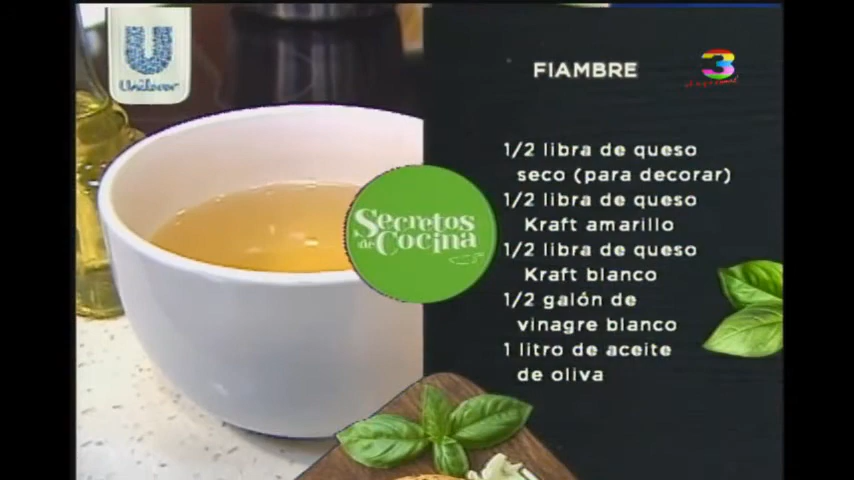 Unilever
FIAMBRE
3
1/2 libra de queso
seco (para decorar)
1/2 libra de queso
Kraft amarillo
1/2 libra de queso
Kraft blanco
1/2 galón de
vinagre blanco
1 litro de aceite
de oliva
Secretos
de Cocina